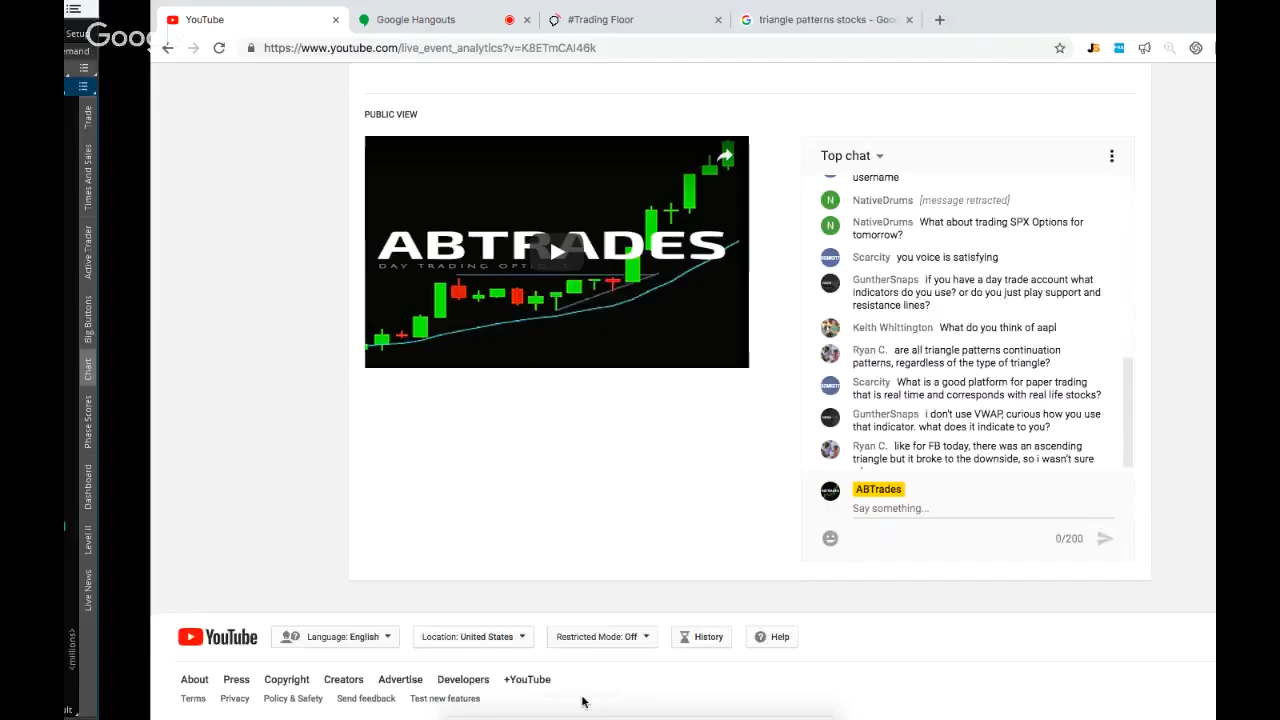 Setup
Goo
emand
Trade
Times And Sales
Active Trader
Big Buttons
Chart
Phase Scores
Dashboard
Level II
Live News
<millions>
YouTube
Google Hangouts
#Trading Floor
triangle patterns stocks - Goo
https://www.youtube.com/live_event_analytics?v=K8ETmCAI46k
PUBLIC VIEW
ABTRADES
DAY TRADING OPTI
Top chat
username
N NativeDrums [message retracted]
N NativeDrums What about trading SPX Options for
tomorrow?
Scarcity you voice is satisfying
GuntherSnaps if you have a day trade account what
indicators do you use? or do you just play support and
resistance lines?
Keith Whittington What do you think of aapl
Ryan C. are all triangle patterns continuation
patterns, regardless of the type of triangle?
Scarcity What is a good platform for paper trading
that is real time and corresponds with real life stocks?
GuntherSnaps i don't use VWAP, curious how you use
that indicator. what does it indicate to you?
Ryan C. like for FB today, there was an ascending
triangle but it broke to the downside, so i wasn't sure
ABTrades
Say something...
0/200
YouTube
Language: English
Location: United States
Restricted Mode: Off
History
Help
About Press Copyright Creators Advertise Developers +YouTube
Terms Privacy Policy & Safety Send feedback Test new features